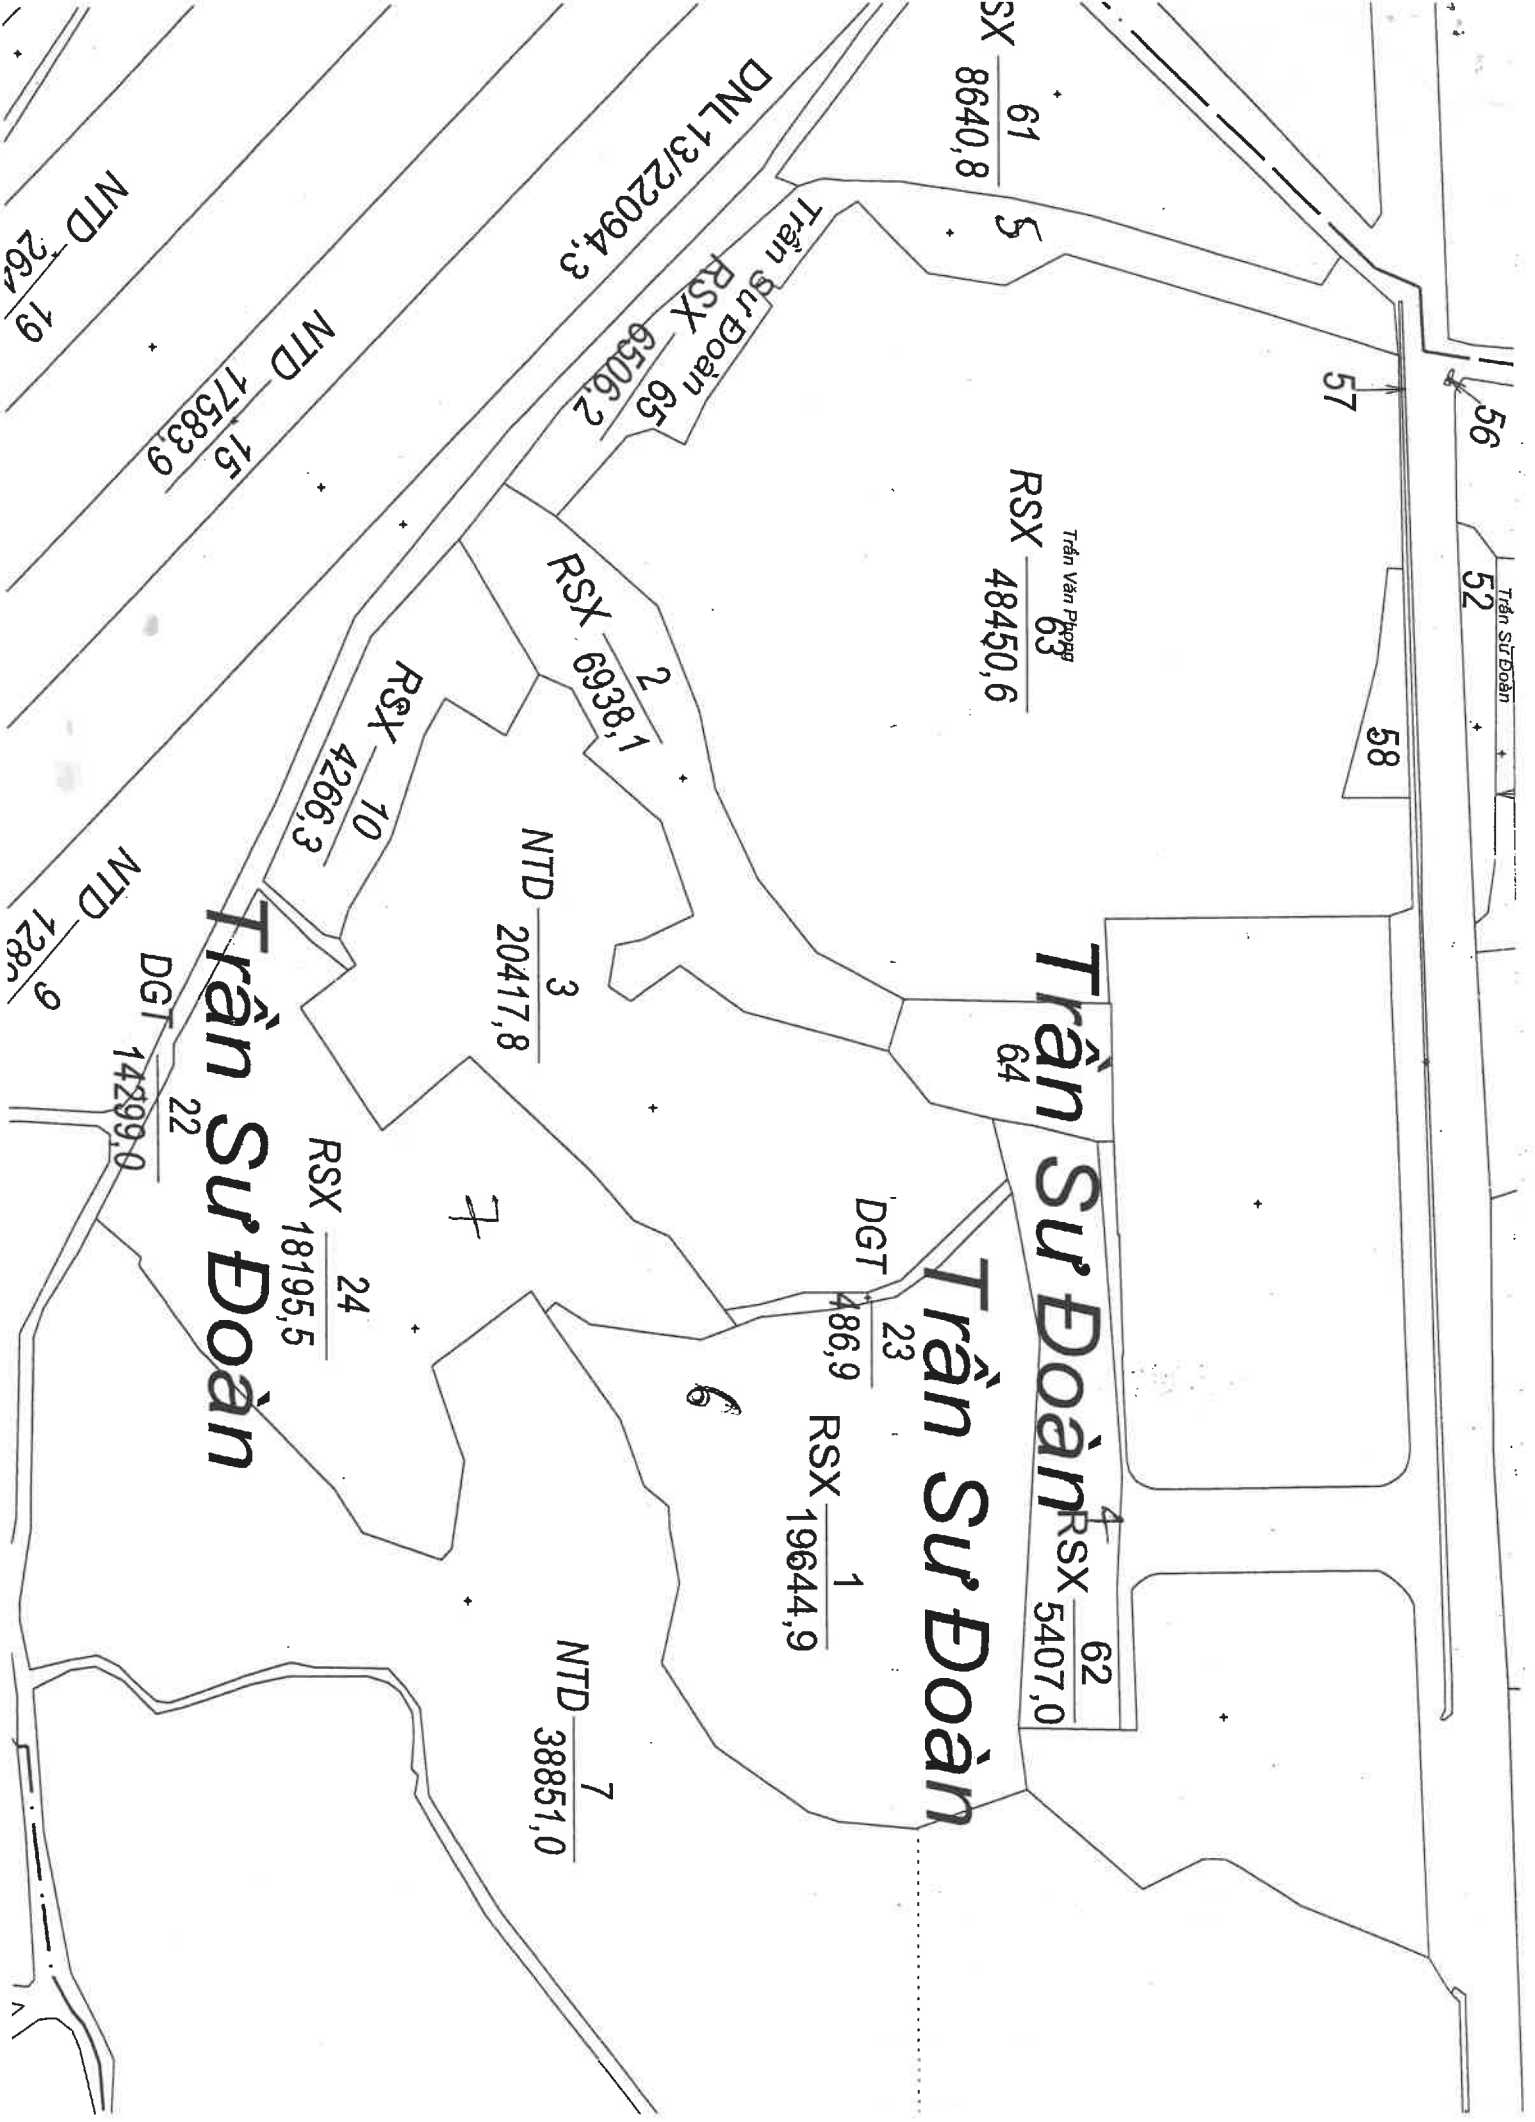 56
57
52
Trần Sử Đoàn
58
61
8640,8
5
DNL 13/22094,3
Trần sư Đoàn
65
RSX
6506,2
Trần Văn Phong
63
RSX
48450,6
NTD
19
NTD
15
17583,9
2
RSX
6938,1
10
RSX
4266,3
NTD
9
3
NTD
20417,8
64
Trần Sư Đoàn
4
62
RSX
5407,0
23
DGT
486,9
Trần Sư Đoàn
1
RSX
19644,9
6
22
DGT
14299,0
Trần Sư Đoàn
24
RSX
18195,5
7
7
NTD
38851,0